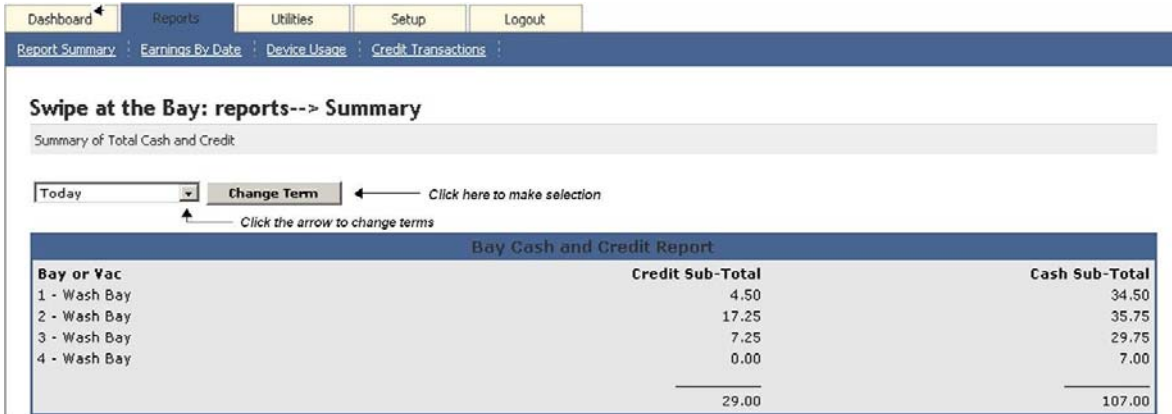 Dashboard Reports Utilities Setup Logout
Report Summary Earnings By Date Device Usage Credit Transactions
Swipe at the Bay: reports--> Summary
Summary of Total Cash and Credit
Today Change Term Click here to make selection
Click the arrow to change terms
Bay Cash and Credit Report
Bay or Vac Credit Sub-Total Cash Sub-Total
1 - Wash Bay 4.50 34.50
2 - Wash Bay 17.25 35.75
3 - Wash Bay 7.25 29.75
4 - Wash Bay 0.00 7.00
29.00 107.00